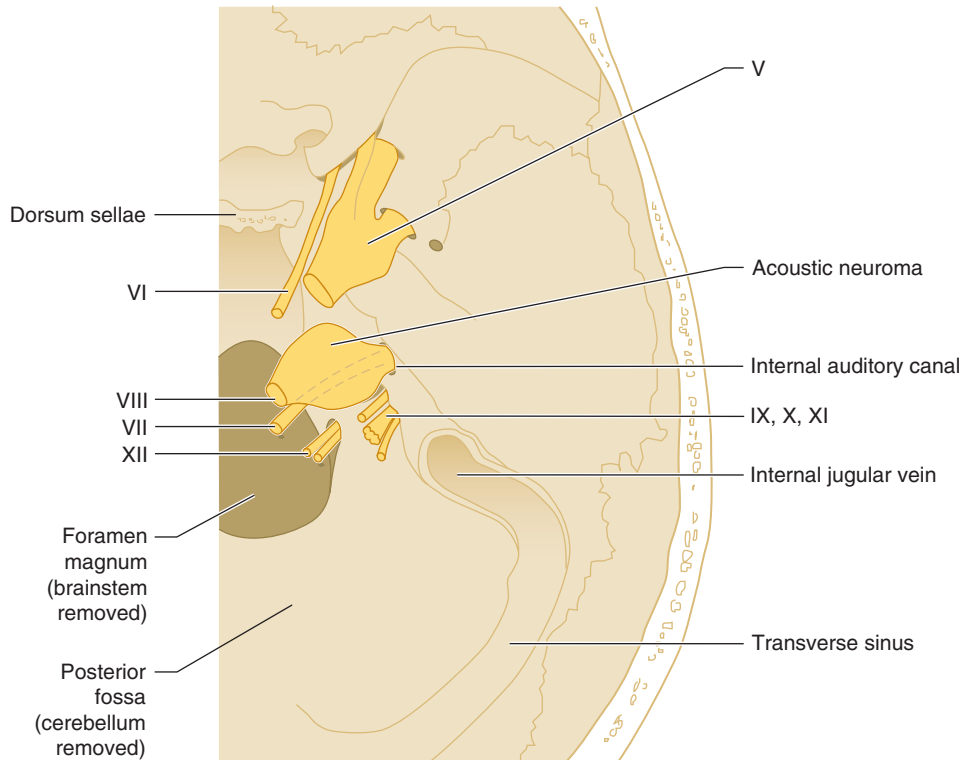 V
Dorsum sellae
Acoustic neuroma
VI
Internal auditory canal
VIII
IX, X, XI
VII
XII
Internal jugular vein
Foramen
magnum
(brainstem
removed)
Transverse sinus
Posterior
fossa
(cerebellum
removed)